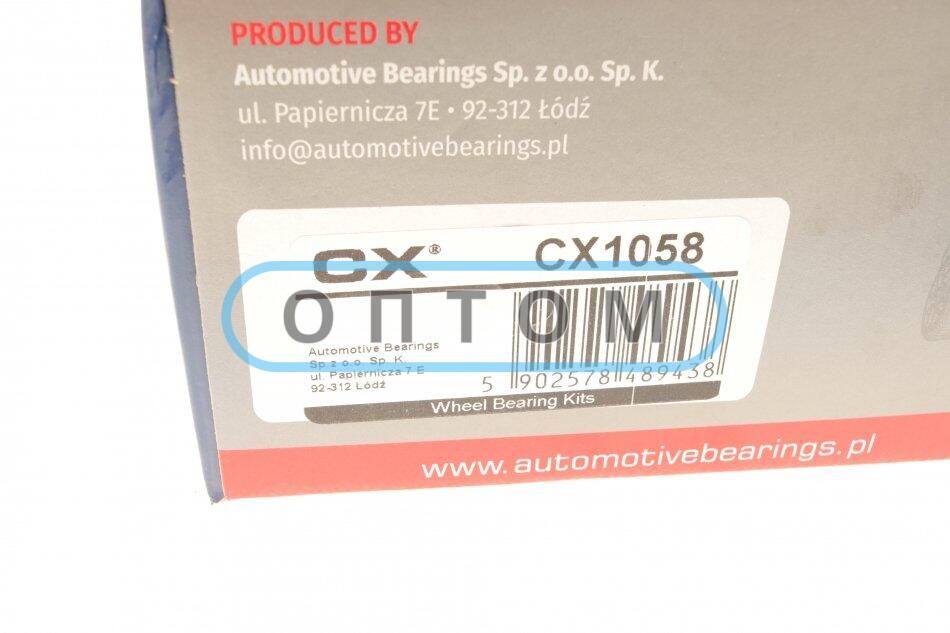 PRODUCED BY
Automotive Bearings Sp. z o.o. Sp. K.
ul. Papiernicza 7E • 92-312 Łódź
info@automotivebearings.pl
CX® CX1058
ОПТОМ
Automotive Bearings
Sp z o.o. Sp. K.
ul. Papiernicza 7 E
92-312 Łódź
5 902578 489438
Wheel Bearing Kits
www.automotivebearings.pl